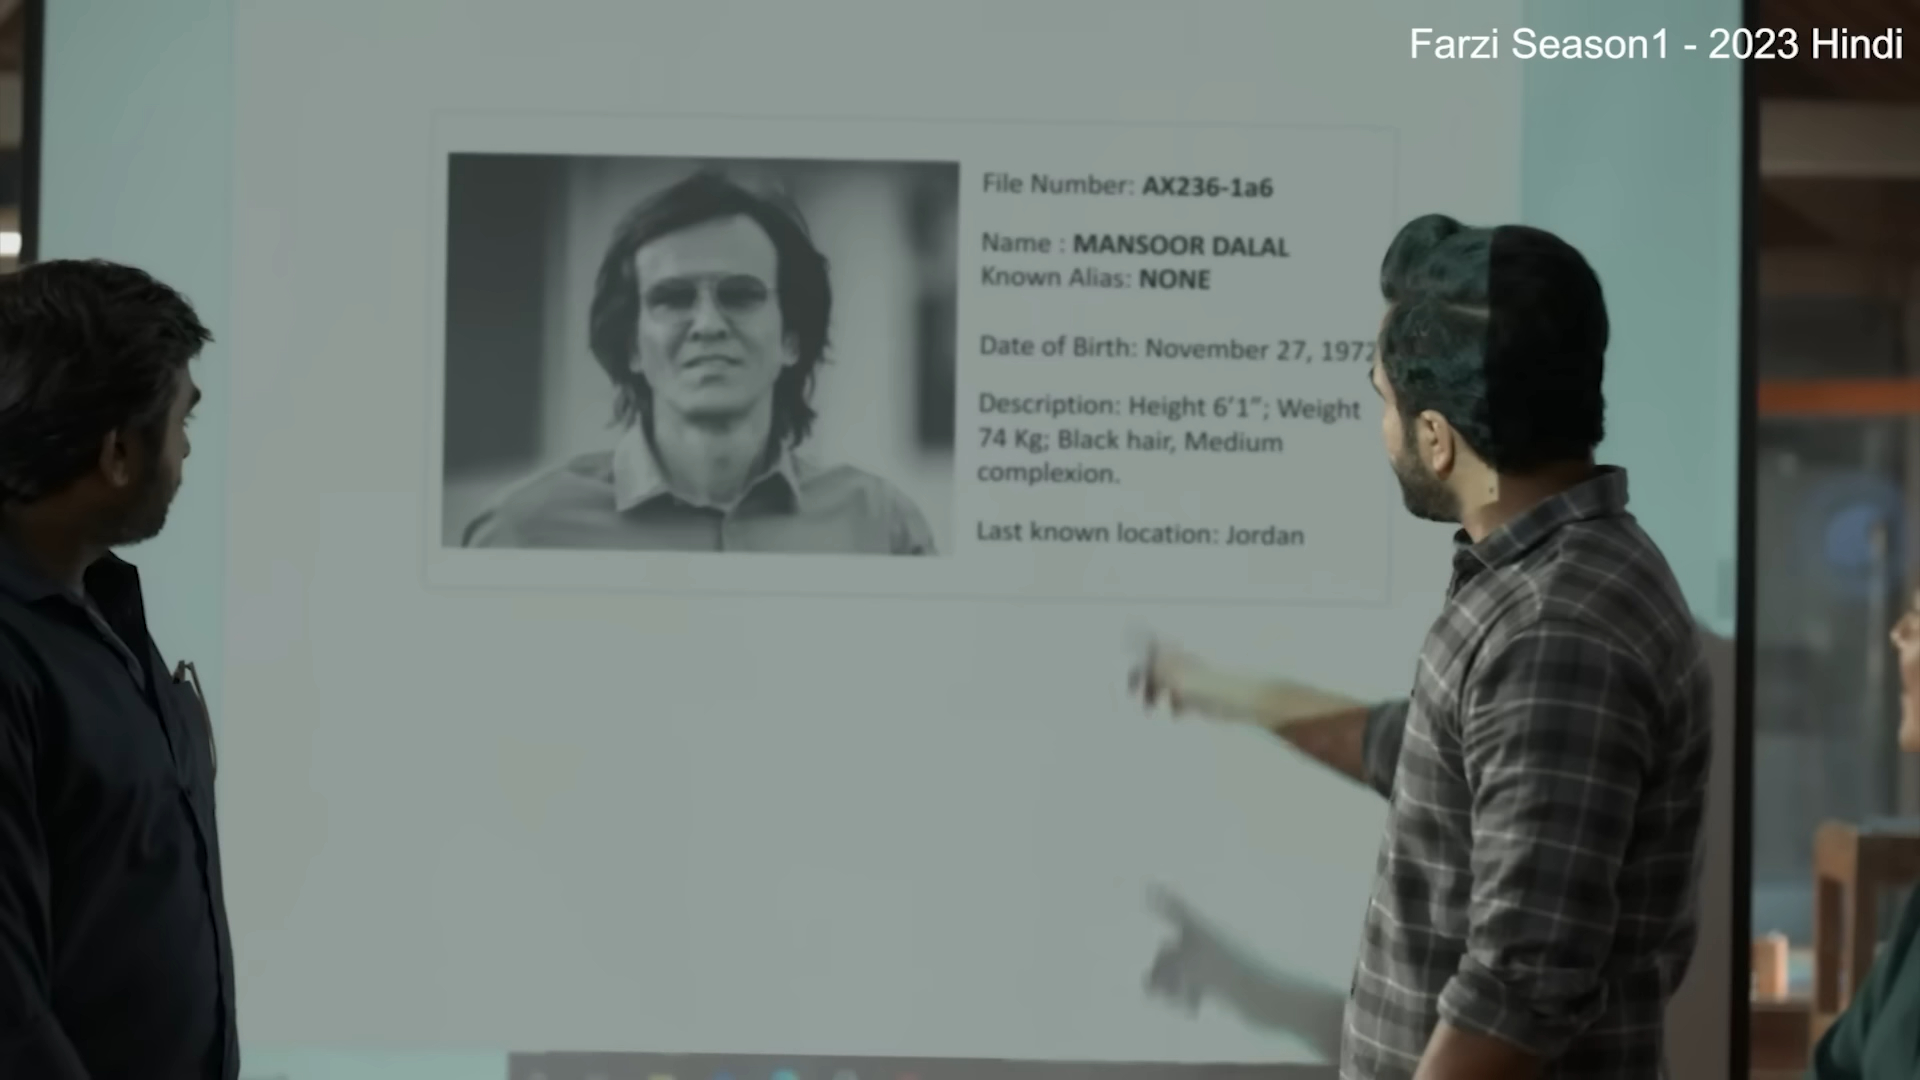 Farzi Season1 - 2023 Hindi
File Number: AX236-1a6
Name : MANSOOR DALAL
Known Alias: NONE
Date of Birth: November 27, 1972
Description: Height 6'1"; Weight
74 Kg; Black hair, Medium
complexion.
Last known location: Jordan